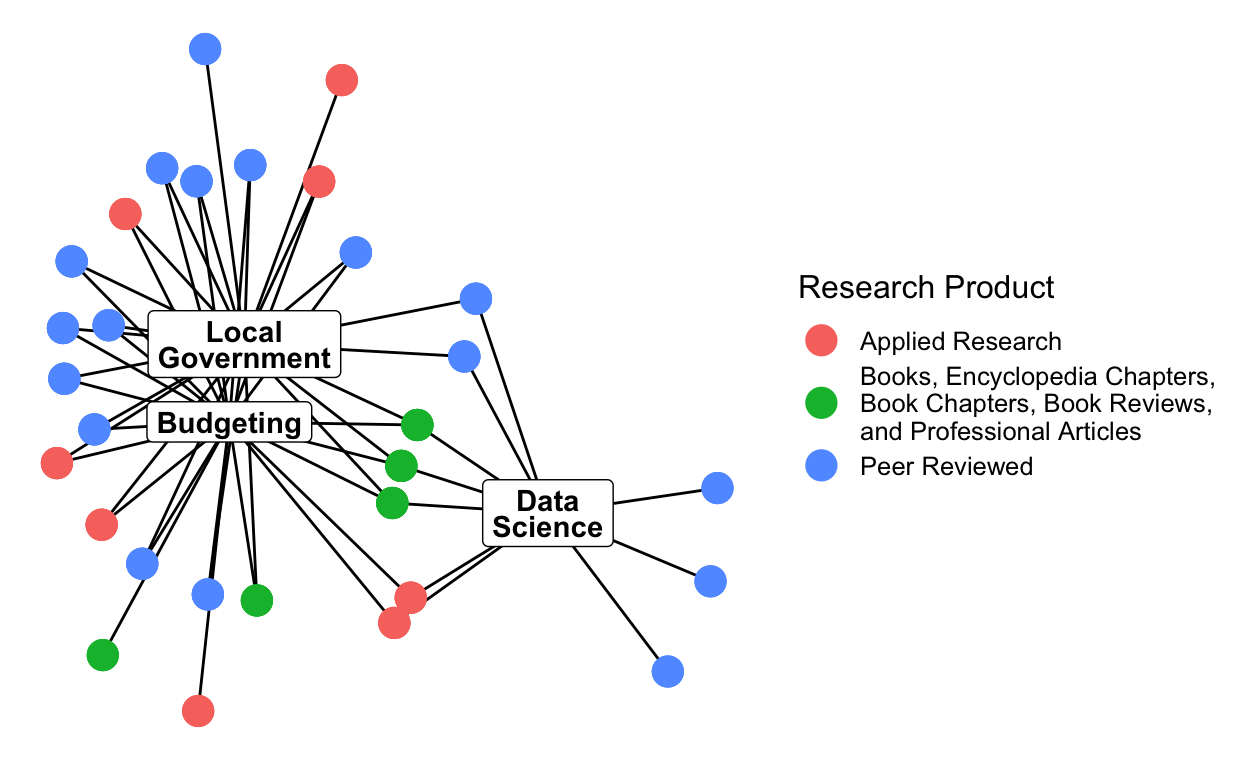 Local
Government
Budgeting
Data
Science
Research Product
Applied Research
Books, Encyclopedia Chapters,
Book Chapters, Book Reviews,
and Professional Articles
Peer Reviewed